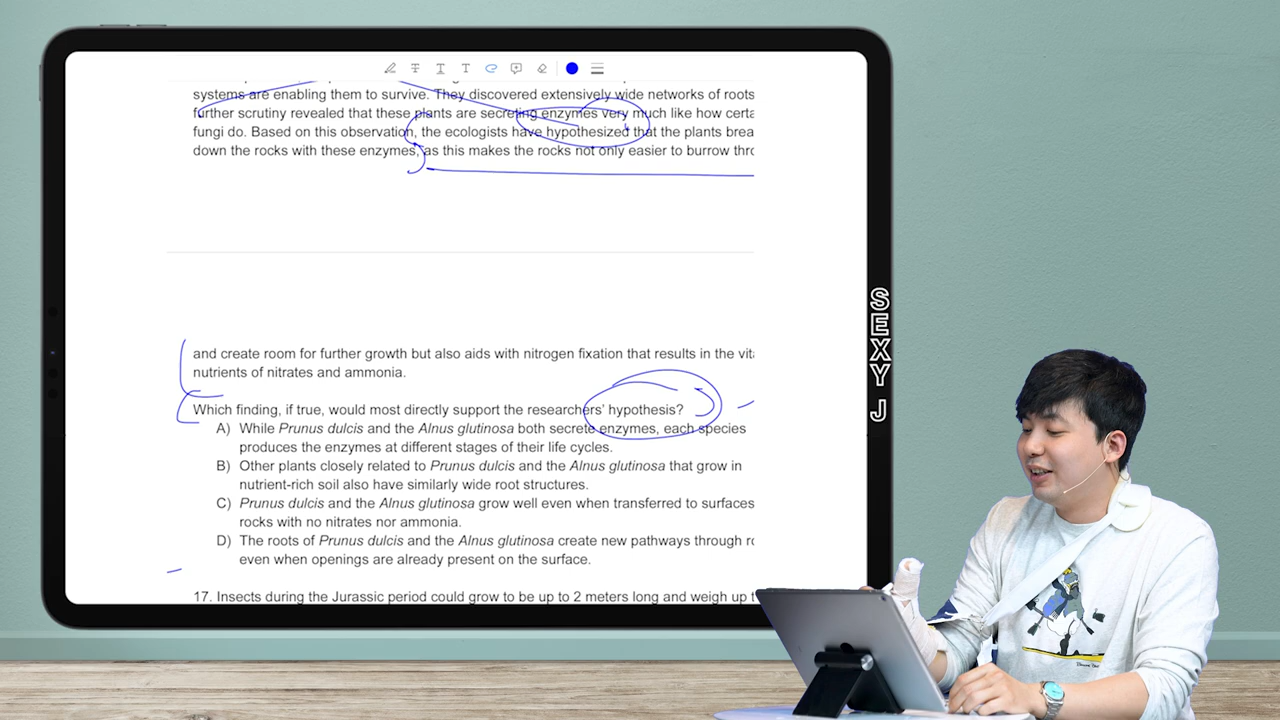 systems are enabling them to survive. They discovered extensively wide networks of roots
further scrutiny revealed that these plants are secreting enzymes very much like how certa
fungi do. Based on this observation, the ecologists have hypothesized that the plants brea
down the rocks with these enzymes, as this makes the rocks not only easier to burrow thro
and create room for further growth but also aids with nitrogen fixation that results in the vita
nutrients of nitrates and ammonia.
Which finding, if true, would most directly support the researchers' hypothesis?
A) While Prunus dulcis and the Alnus glutinosa both secrete enzymes, each species
produces the enzymes at different stages of their life cycles.
B) Other plants closely related to Prunus dulcis and the Alnus glutinosa that grow in
nutrient-rich soil also have similarly wide root structures.
C) Prunus dulcis and the Alnus glutinosa grow well even when transferred to surfaces
rocks with no nitrates nor ammonia.
D) The roots of Prunus dulcis and the Alnus glutinosa create new pathways through ro
even when openings are already present on the surface.
17. Insects during the Jurassic period could grow to be up to 2 meters long and weigh up t
SEXY J